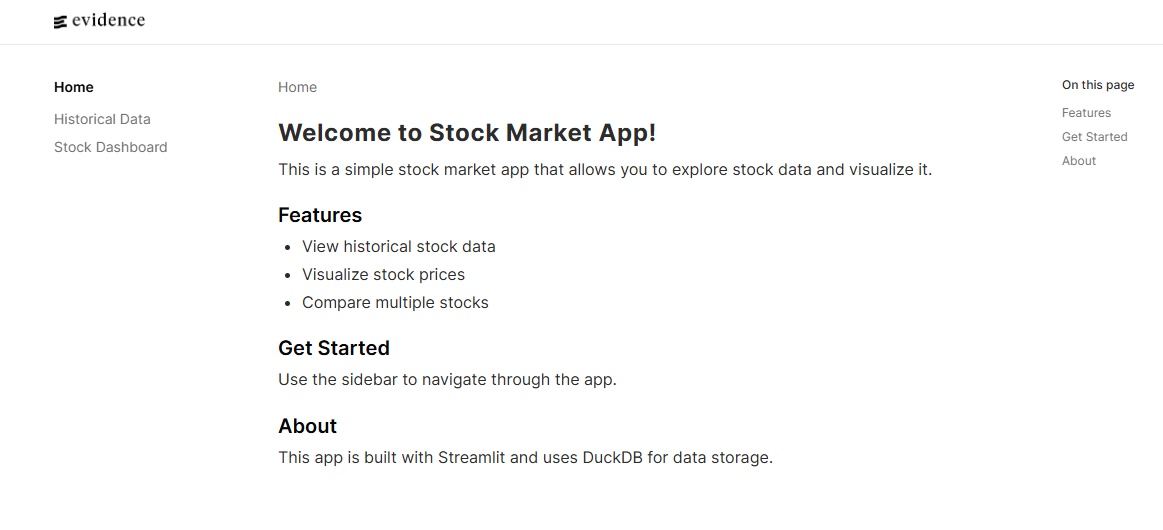 evidence
Home
Historical Data
Stock Dashboard
Home
Welcome to Stock Market App!
This is a simple stock market app that allows you to explore stock data and visualize it.
Features
• View historical stock data
• Visualize stock prices
• Compare multiple stocks
Get Started
Use the sidebar to navigate through the app.
About
This app is built with Streamlit and uses DuckDB for data storage.
On this page
Features
Get Started
About